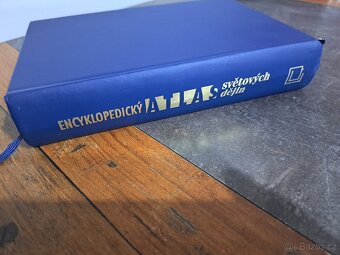 ENCYKLOPEDICKÝ ATLAS světových
dějin
© Bazos.cz